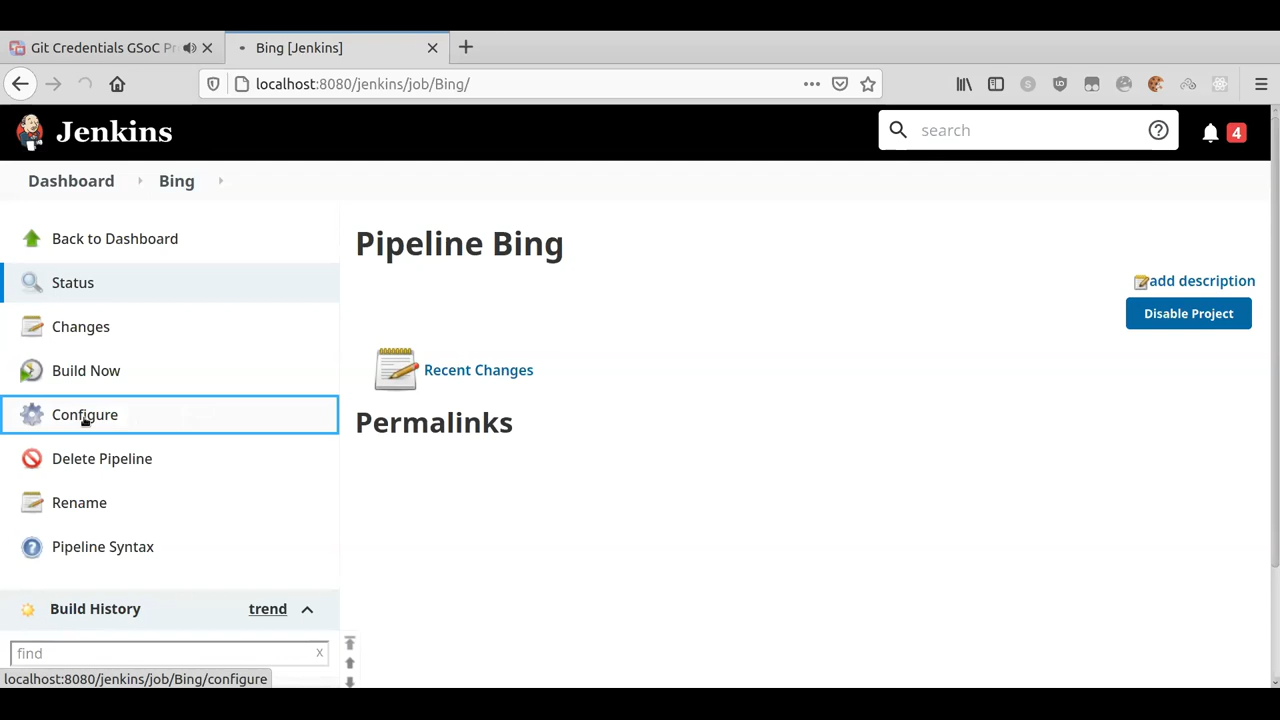 Git Credentials GSoC Pr
Bing [Jenkins]
localhost:8080/jenkins/job/Bing/
Jenkins
search
4
Dashboard
Bing
Back to Dashboard
Status
Changes
Build Now
Configure
Delete Pipeline
Rename
Pipeline Syntax
Build History trend
find x
Pipeline Bing
add description
Disable Project
Recent Changes
Permalinks
localhost:8080/jenkins/job/Bing/configure